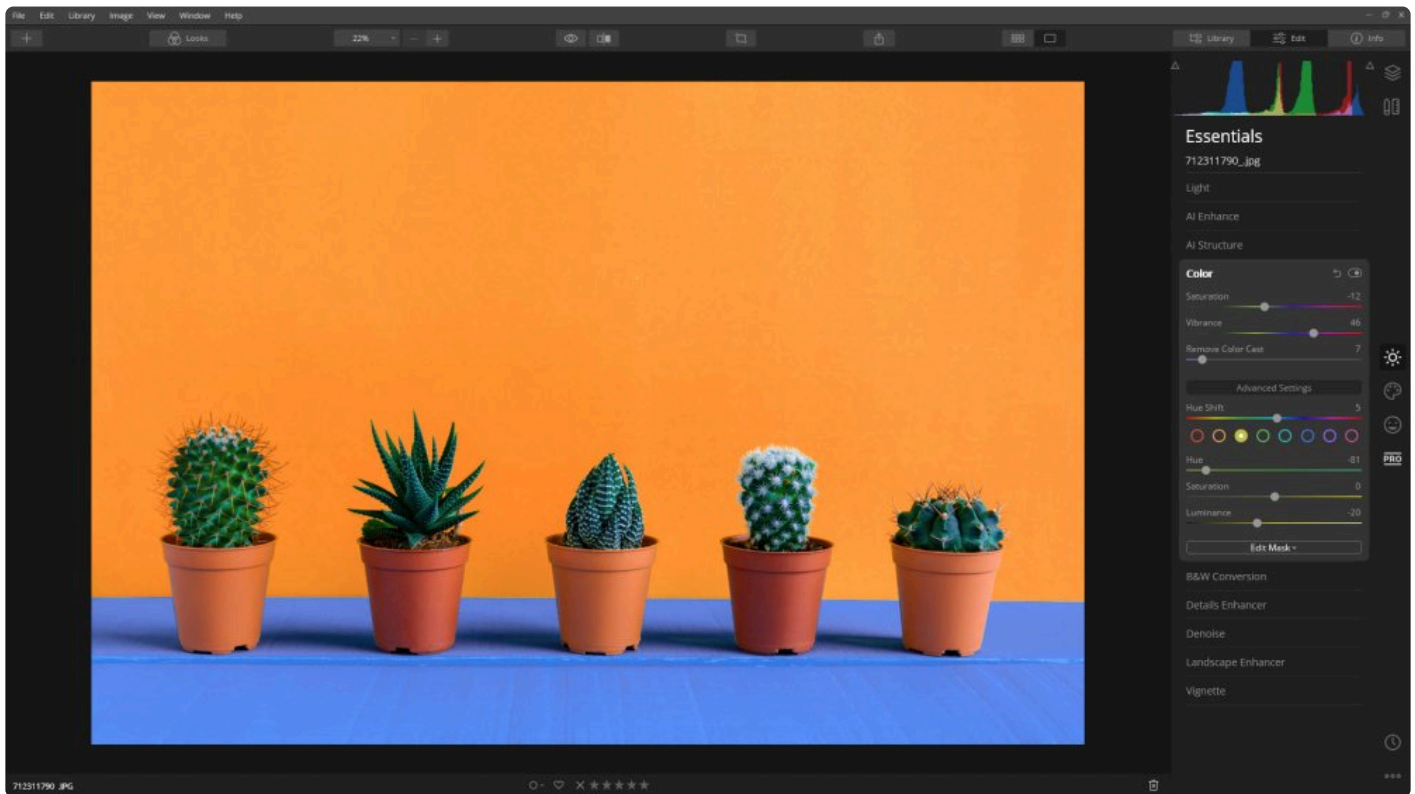 File Edit Library Image View Window Help
Looks 22% Library Edit Info
Essentials
712311790_.jpg
Light
AI Enhance
AI Structure
Color
Saturation -12
Vibrance 46
Remove Color Cast 7
Advanced Settings
Hue Shift 5
Hue -81
PRO
Saturation 0
Luminance -20
Edit Mask
B&W Conversion
Details Enhancer
Denoise
Landscape Enhancer
Vignette
712311790 .JPG